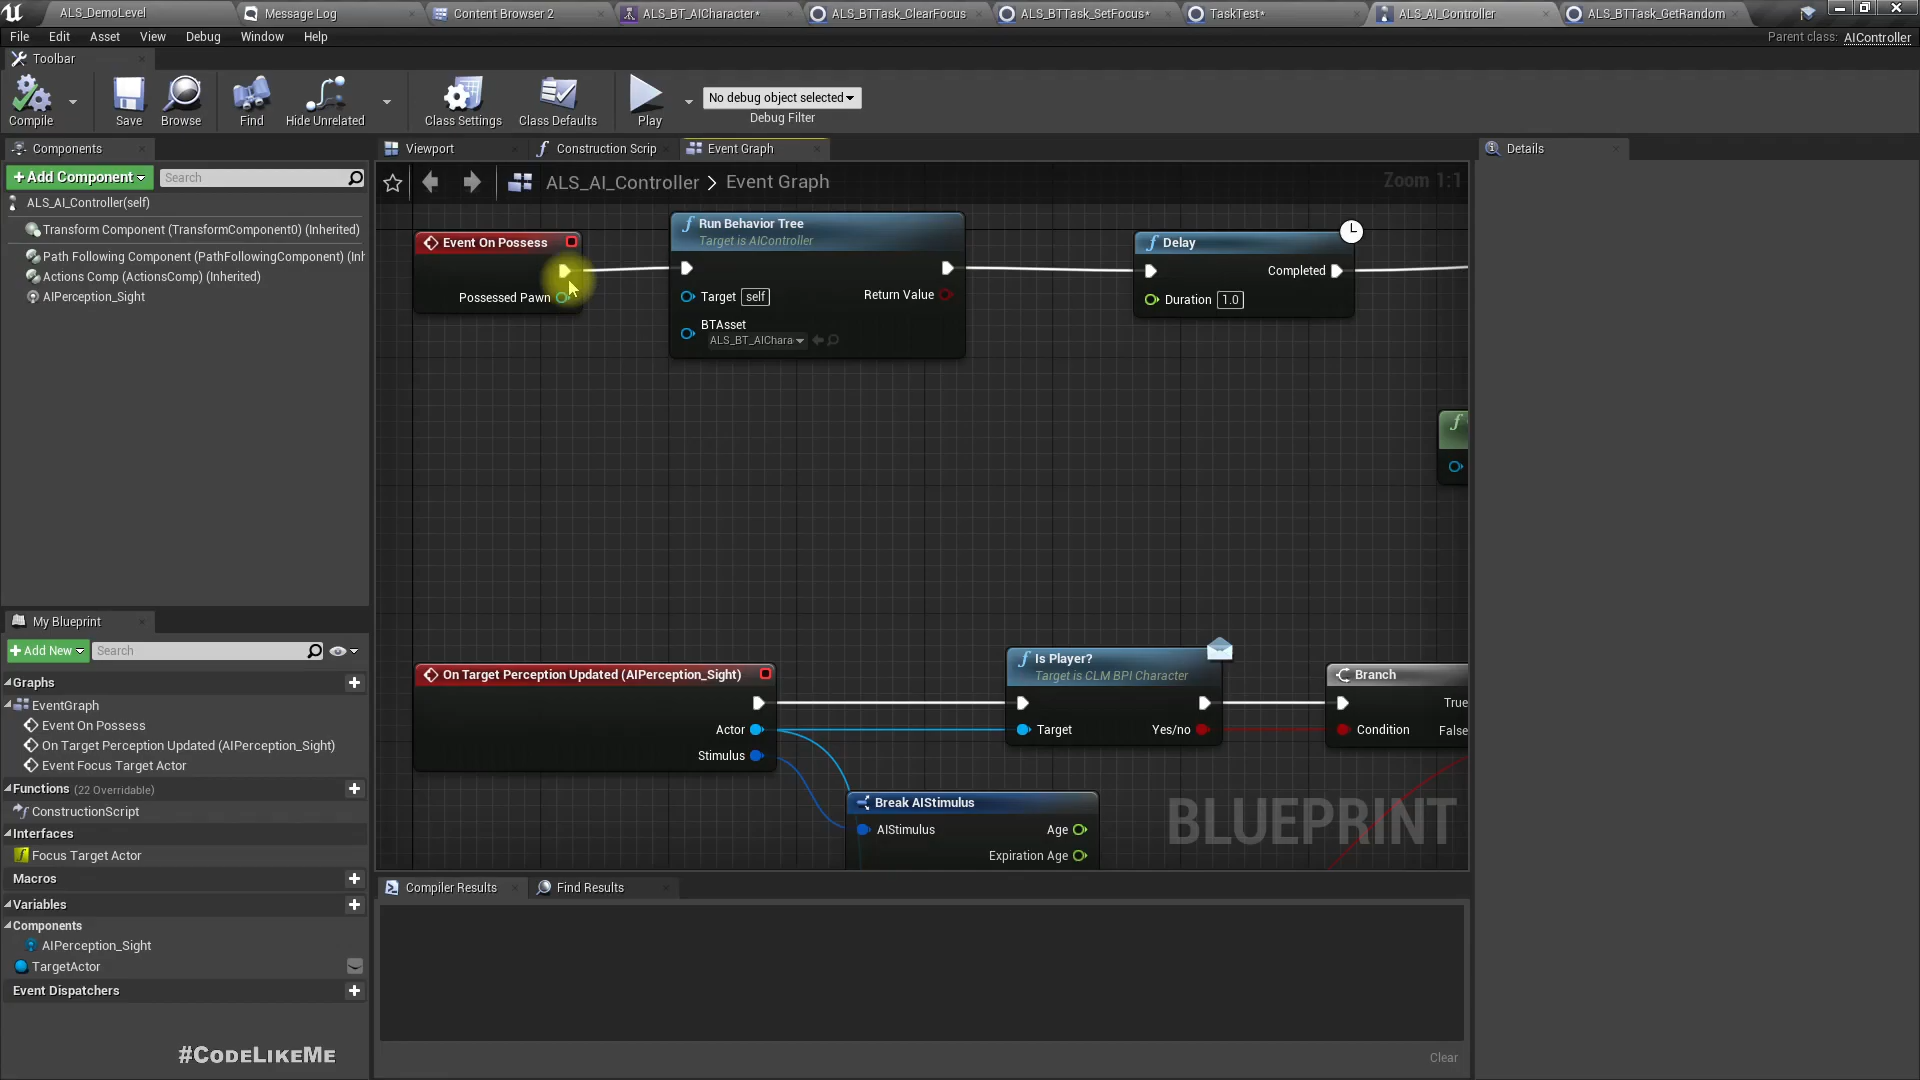 ALS_DemoLevel
Message Log
Content Browser 2
ALS_BT_AICharacter*
ALS_BTTask_ClearFocus
ALS_BTTask_SetFocus*
TaskTest*
ALS_AI_Controller
ALS_BTTask_GetRandom
File Edit Asset View Debug Window Help
Parent class: AIController
Toolbar
Compile
Save
Browse
Find
Hide Unrelated
Class Settings
Class Defaults
Play
No debug object selected
Debug Filter
Components
Viewport
Construction Scrip
Event Graph
Details
+Add Component
Search
ALS_AI_Controller > Event Graph
Zoom 1:1
ALS_AI_Controller(self)
Transform Component (TransformComponent0) (Inherited)
Path Following Component (PathFollowingComponent) (Inh
Actions Comp (ActionsComp) (Inherited)
AIPerception_Sight
Event On Possess
Possessed Pawn
Run Behavior Tree
Target is AIController
Target self
Return Value
BTAsset
ALS_BT_AIChara
Delay
Completed
Duration 1.0
f
My Blueprint
+Add New
Search
Graphs
EventGraph
Event On Possess
On Target Perception Updated (AIPerception_Sight)
Event Focus Target Actor
Functions (22 Overridable)
ConstructionScript
Interfaces
Focus Target Actor
Macros
Variables
Components
AIPerception_Sight
TargetActor
Event Dispatchers
On Target Perception Updated (AIPerception_Sight)
Actor
Stimulus
Is Player?
Target is CLM BPI Character
Target
Yes/no
Branch
True
Condition
False
Break AIStimulus
AIStimulus
Age
Expiration Age
BLUEPRINT
Compiler Results
Find Results
Clear
#CodeLikeMe